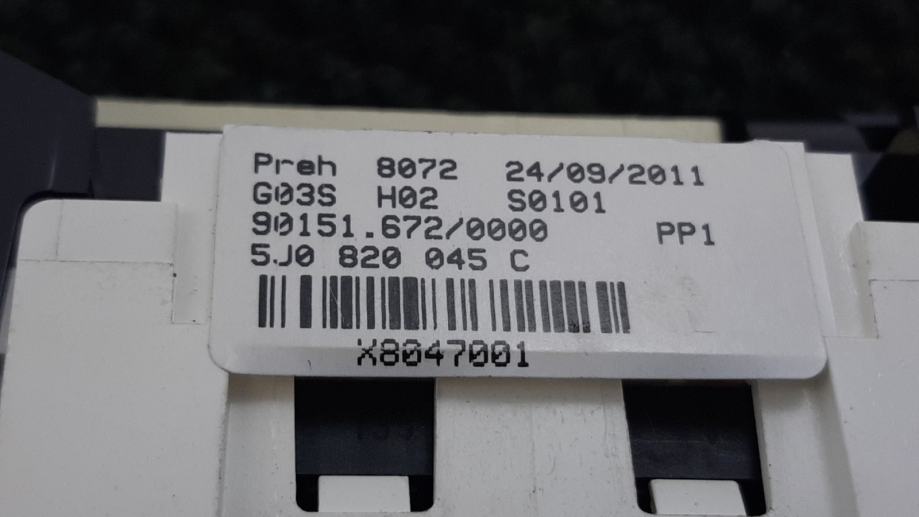 Preh 8072 24/09/2011
G03S H02 S0101
90151.672/0000 PP1
5J0 820 045 C
X8047001